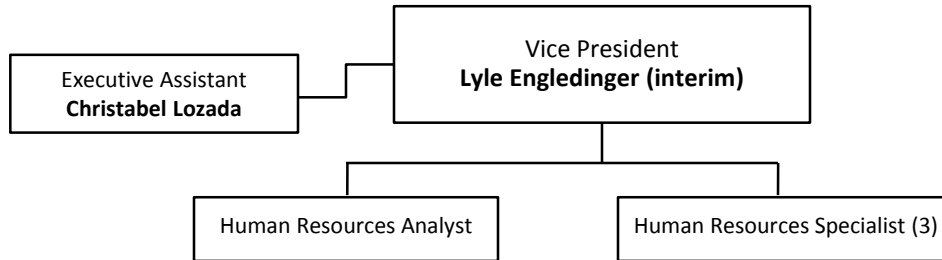 Vice President
Lyle Engledinger (interim)
Executive Assistant
Christabel Lozada
Human Resources Analyst
Human Resources Specialist (3)